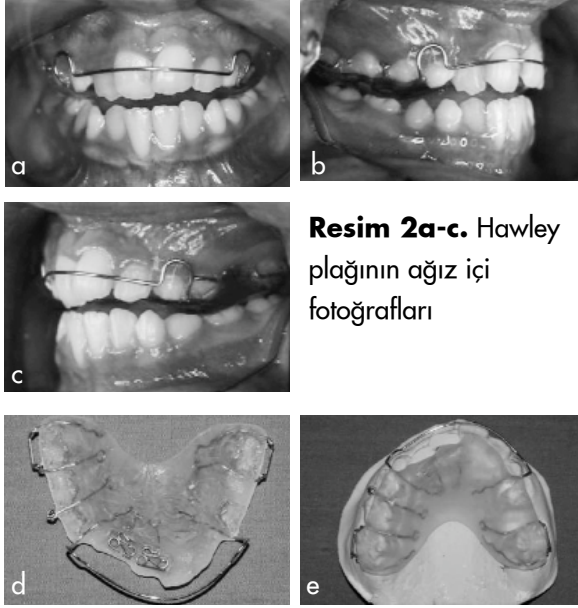 a
b
c
Resim 2a-c. Hawley
plağının ağız içi
fotoğrafları
d
e